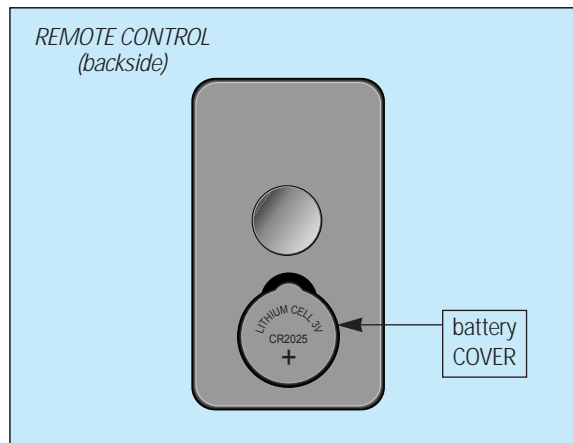 REMOTE CONTROL
(backside)
LITHIUM CELL 3V
CR2025
+
battery
COVER